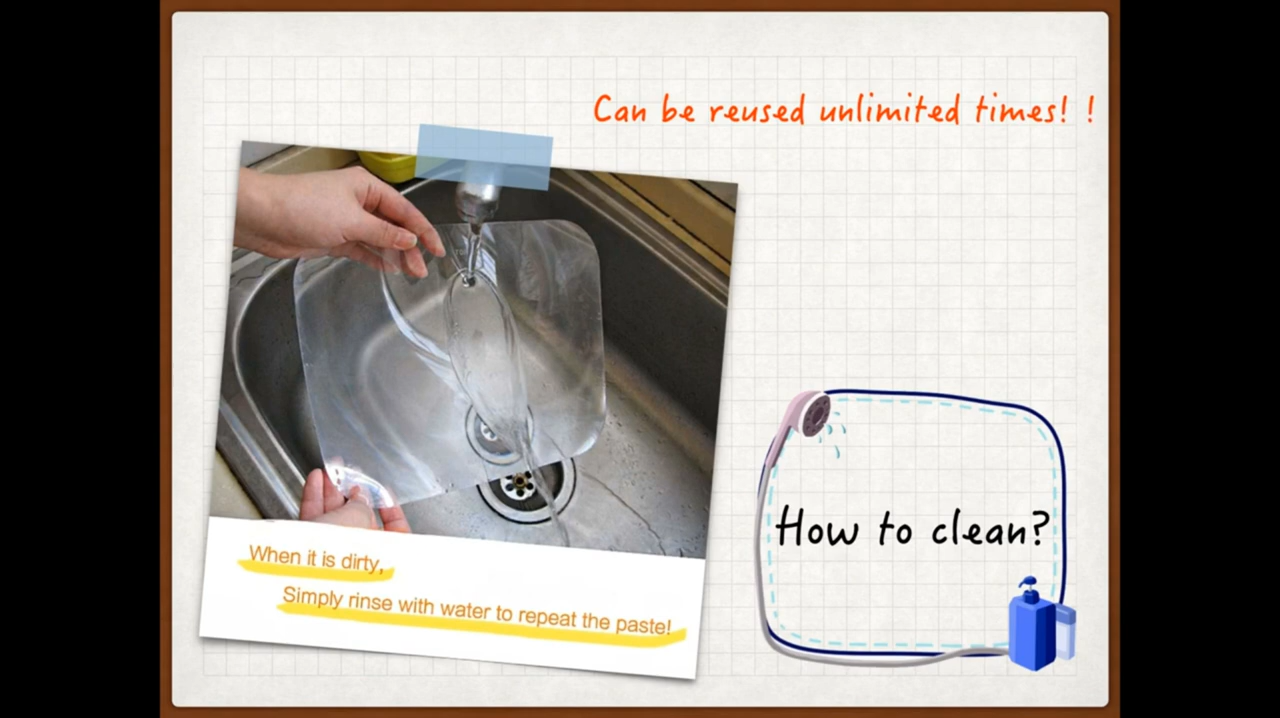 Can be reused unlimited times! !
When it is dirty,
Simply rinse with water to repeat the paste!
How to clean?